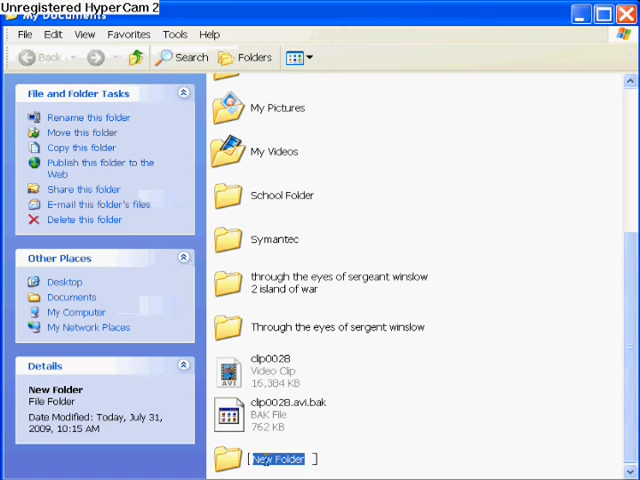 Unregistered HyperCam 2
My Documents
File Edit View Favorites Tools Help
Back Search Folders
File and Folder Tasks
Rename this folder
Move this folder
Copy this folder
Publish this folder to the
Web
Share this folder
E-mail this folder's files
Delete this folder
Other Places
Desktop
Documents
My Computer
My Network Places
Details
New Folder
File Folder
Date Modified: Today, July 31,
2009, 10:15 AM
My Pictures
My Videos
School Folder
Symantec
through the eyes of sergeant winslow
2 island of war
Through the eyes of sergent winslow
clip0028
Video Clip
16,384 KB
clip0028.avi.bak
BAK File
762 KB
New Folder